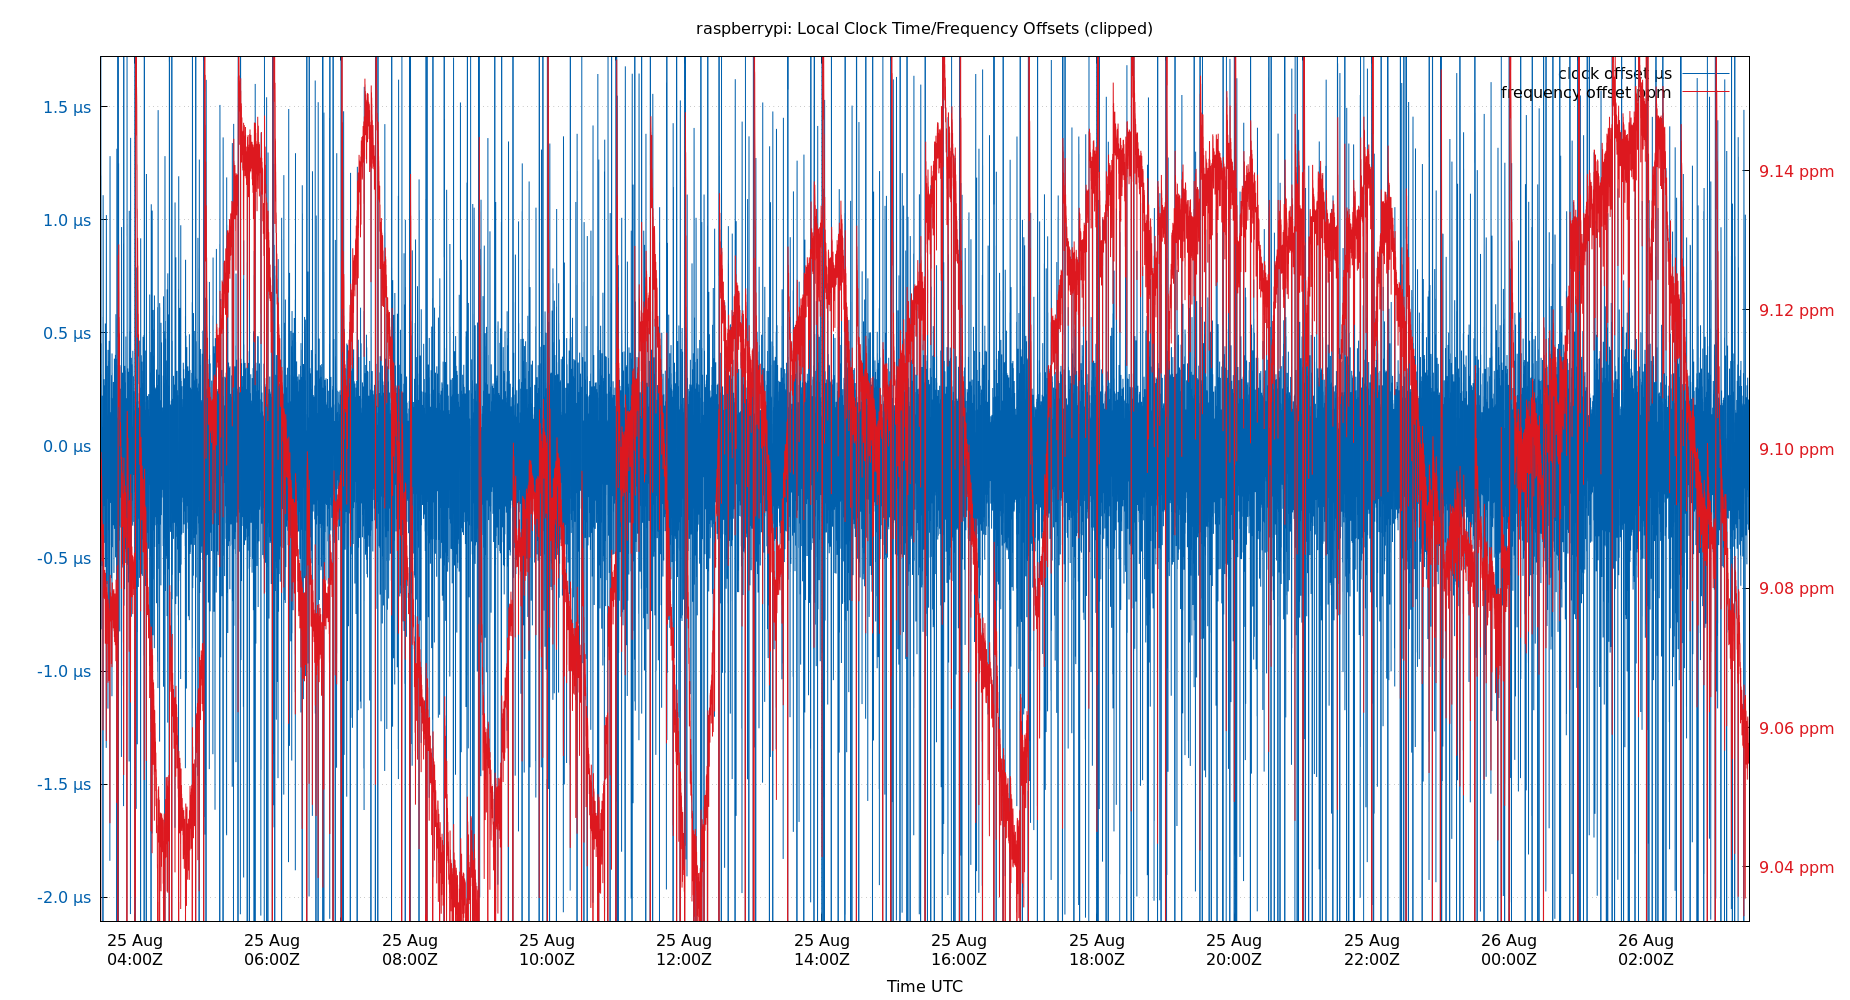 raspberrypi: Local Clock Time/Frequency Offsets (clipped)
clock offset µs
frequency offset ppm
1.5 µs
1.0 µs
0.5 µs
0.0 µs
-0.5 µs
-1.0 µs
-1.5 µs
-2.0 µs
9.14 ppm
9.12 ppm
9.10 ppm
9.08 ppm
9.06 ppm
9.04 ppm
25 Aug 25 Aug 25 Aug 25 Aug 25 Aug 25 Aug 25 Aug 25 Aug 25 Aug 25 Aug 26 Aug 26 Aug
04:00Z 06:00Z 08:00Z 10:00Z 12:00Z 14:00Z 16:00Z 18:00Z 20:00Z 22:00Z 00:00Z 02:00Z
Time UTC